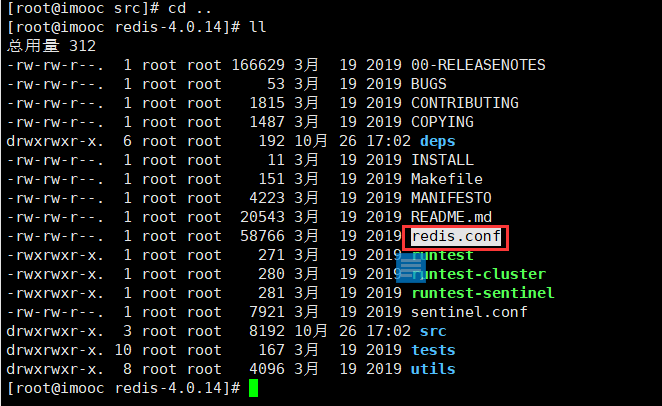 [root@imooc src]# cd ..
[root@imooc redis-4.0.14]# ll
总用量 312
-rw-rw-r--.  1 root root 166629 3月  19 2019 00-RELEASENOTES
-rw-rw-r--.  1 root root     53 3月  19 2019 BUGS
-rw-rw-r--.  1 root root   1815 3月  19 2019 CONTRIBUTING
-rw-rw-r--.  1 root root   1487 3月  19 2019 COPYING
drwxrwxr-x.  6 root root    192 10月 26 17:02 deps
-rw-rw-r--.  1 root root     11 3月  19 2019 INSTALL
-rw-rw-r--.  1 root root    151 3月  19 2019 Makefile
-rw-rw-r--.  1 root root   4223 3月  19 2019 MANIFESTO
-rw-rw-r--.  1 root root  20543 3月  19 2019 README.md
-rw-rw-r--.  1 root root  58766 3月  19 2019 redis.conf
-rwxrwxr-x.  1 root root    271 3月  19 2019 runtest
-rwxrwxr-x.  1 root root    280 3月  19 2019 runtest-cluster
-rwxrwxr-x.  1 root root    281 3月  19 2019 runtest-sentinel
-rw-rw-r--.  1 root root   7921 3月  19 2019 sentinel.conf
drwxrwxr-x.  3 root root   8192 10月 26 17:02 src
drwxrwxr-x. 10 root root    167 3月  19 2019 tests
drwxrwxr-x.  8 root root   4096 3月  19 2019 utils
[root@imooc redis-4.0.14]#